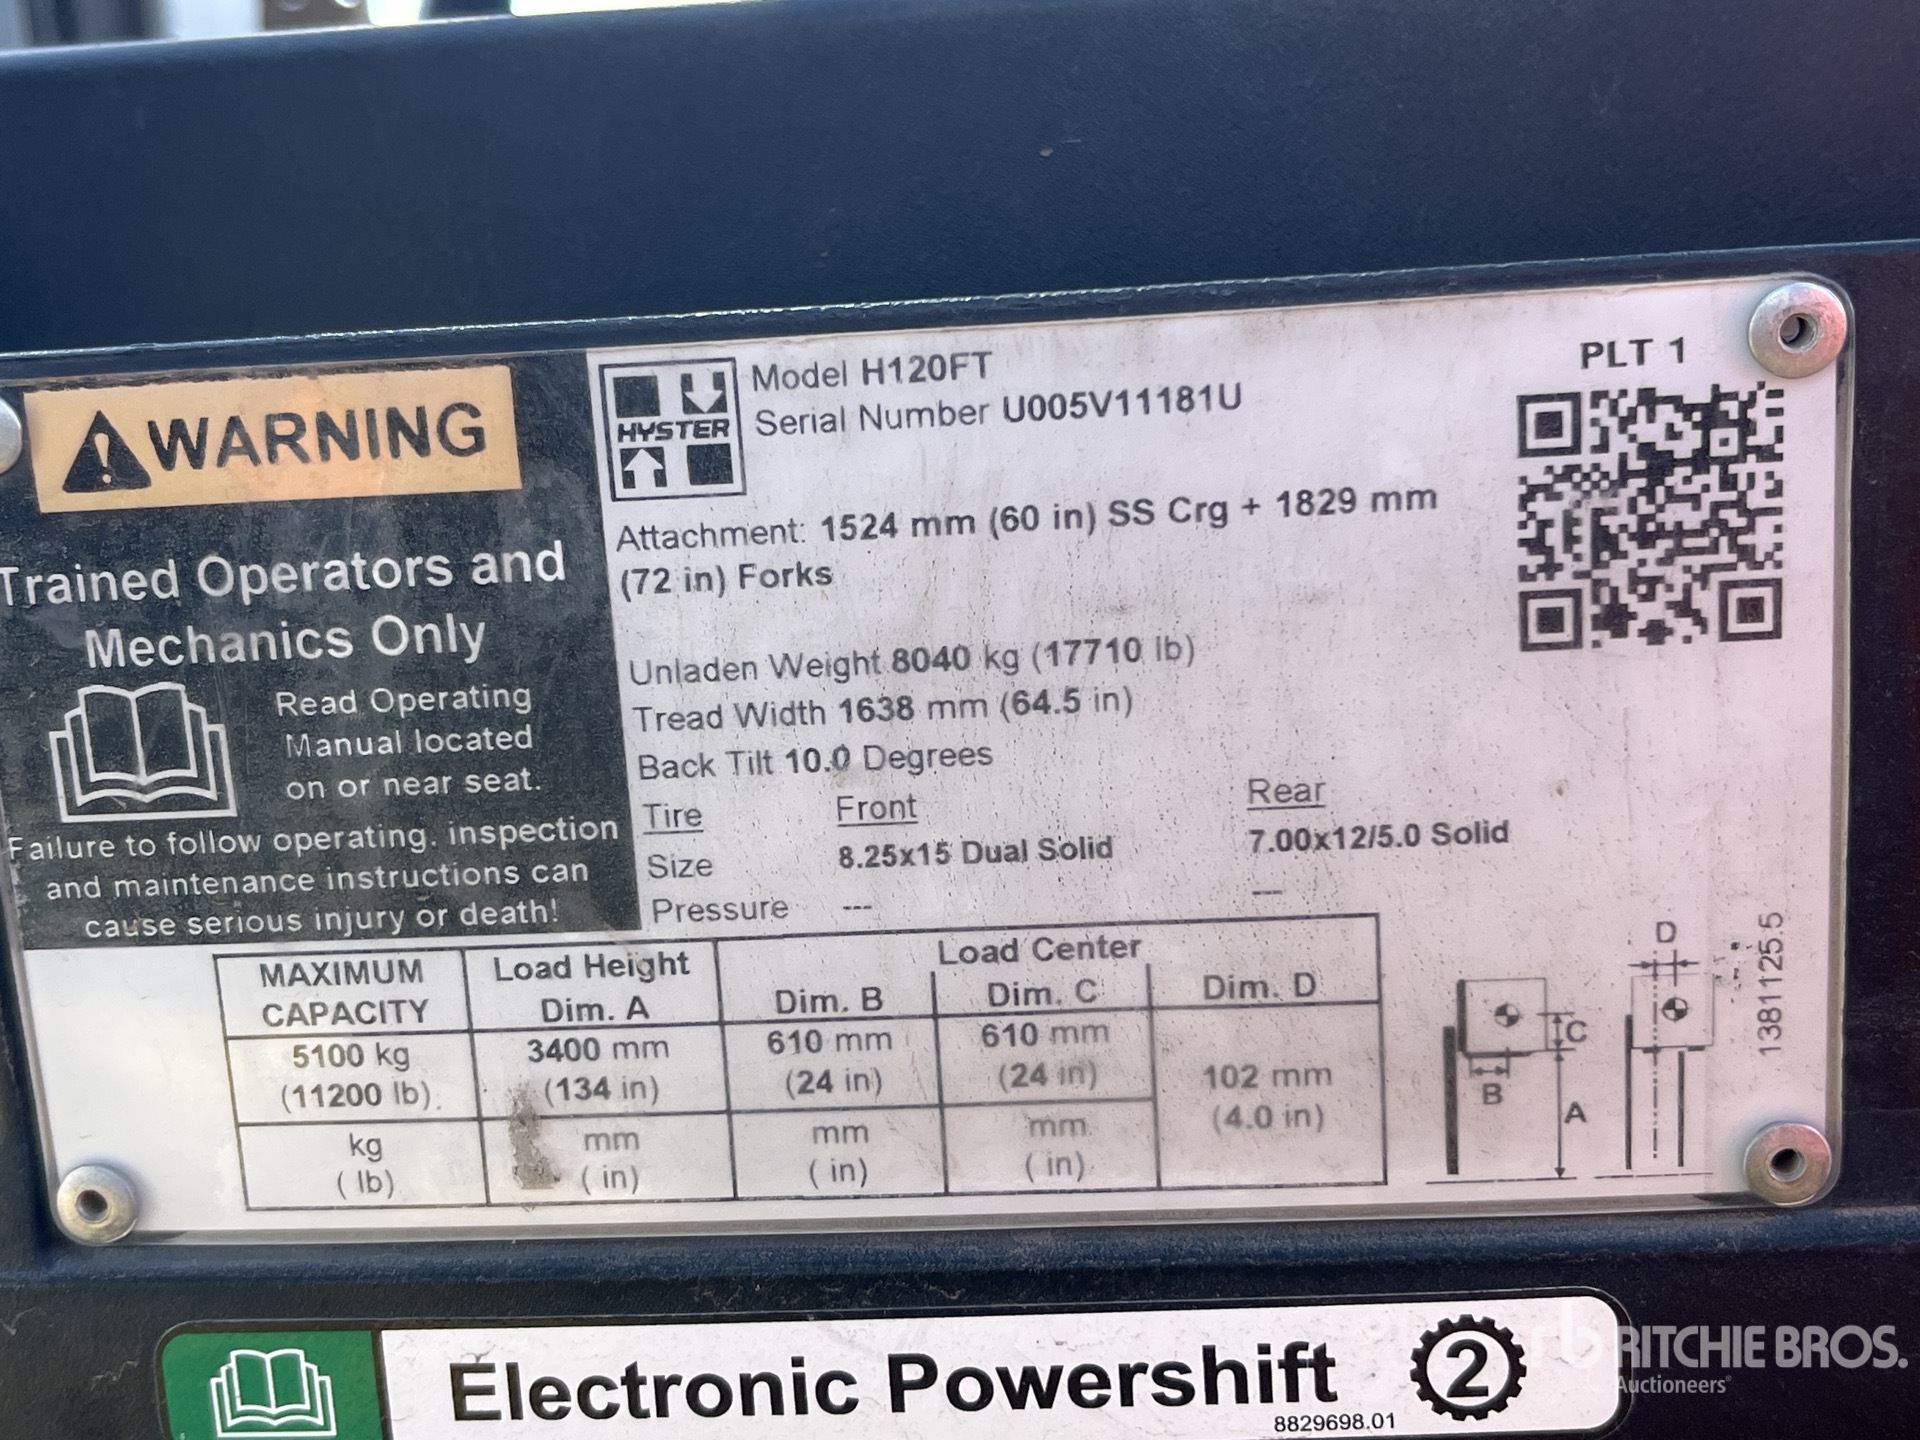 WARNING
Trained Operators and
Mechanics Only
Read Operating
Manual located
on or near seat.
Failure to follow operating, inspection
and maintenance instructions can
cause serious injury or death!
HYSTER
Model H120FT
Serial Number U005V11181U
PLT 1
Attachment: 1524 mm (60 in) SS Crg + 1829 mm
(72 in) Forks
Unladen Weight 8040 kg (17710 lb)
Tread Width 1638 mm (64.5 in)
Back Tilt 10.0 Degrees
Tire Front Rear
Size 8.25x15 Dual Solid 7.00x12/5.0 Solid
Pressure --- ---
MAXIMUM Load Height Load Center
CAPACITY Dim. A Dim. B Dim. C Dim. D
5100 kg 3400 mm 610 mm 610 mm
(11200 lb) (134 in) (24 in) (24 in) 102 mm
(4.0 in)
kg mm mm mm
( lb) ( in) ( in) ( in)
D
C
B
A
1381125.5
Electronic Powershift 2
8829698.01
rb RITCHIE BROS.
Auctioneers